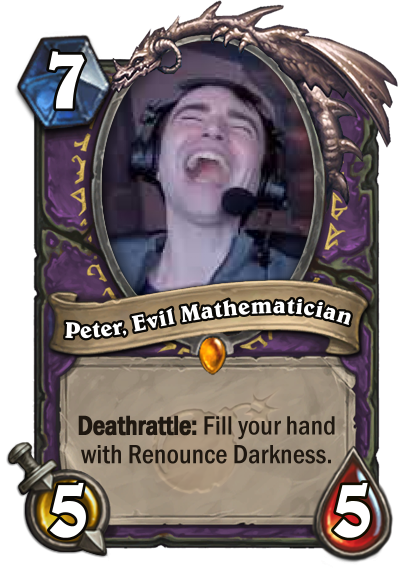 7
Peter, Evil Mathematician
Deathrattle: Fill your hand
with Renounce Darkness.
5
5